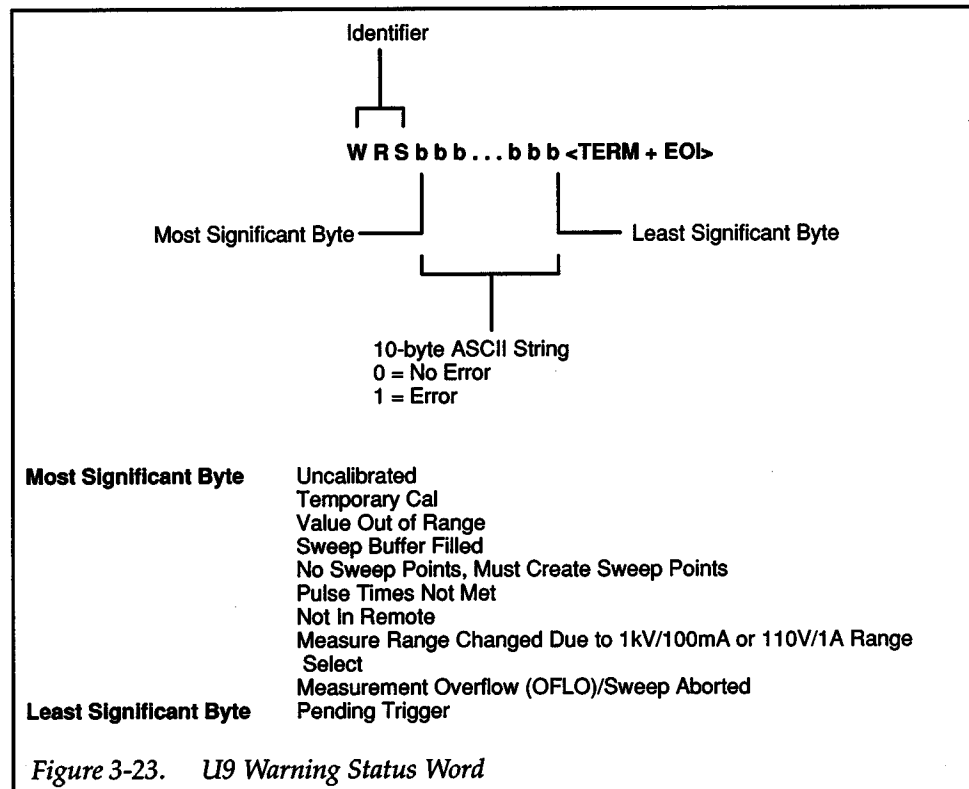 Identifier
W R S b b b . . . b b b <TERM + EOI>
Most Significant Byte
Least Significant Byte
10-byte ASCII String
0 = No Error
1 = Error
Most Significant Byte Uncalibrated
Temporary Cal
Value Out of Range
Sweep Buffer Filled
No Sweep Points, Must Create Sweep Points
Pulse Times Not Met
Not In Remote
Measure Range Changed Due to 1kV/100mA or 110V/1A Range
Select
Measurement Overflow (OFLO)/Sweep Aborted
Least Significant Byte Pending Trigger
Figure 3-23. U9 Warning Status Word